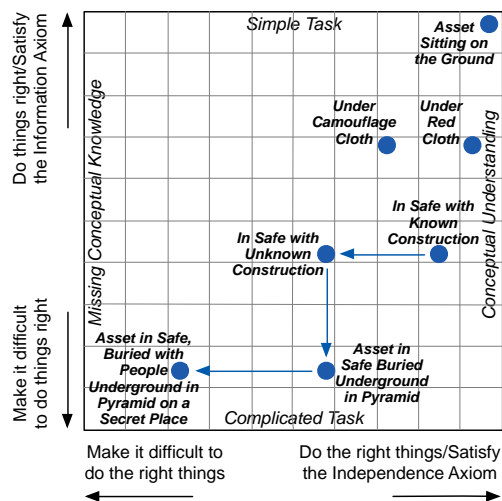 Simple Task
Asset
Sitting on
the Ground
Do things right/Satisfy
the Information Axiom
Missing Conceptual Knowledge
Under
Camouflage
Cloth
Under
Red
Cloth
Conceptual Understanding
In Safe with
Unknown
Construction
In Safe with
Known
Construction
Make it difficult
to do things right
Asset in Safe,
Buried with
People
Underground in
Pyramid on a
Secret Place
Asset in
Safe Buried
Underground
in Pyramid
Complicated Task
Make it difficult to
do the right things
Do the right things/Satisfy
the Independence Axiom